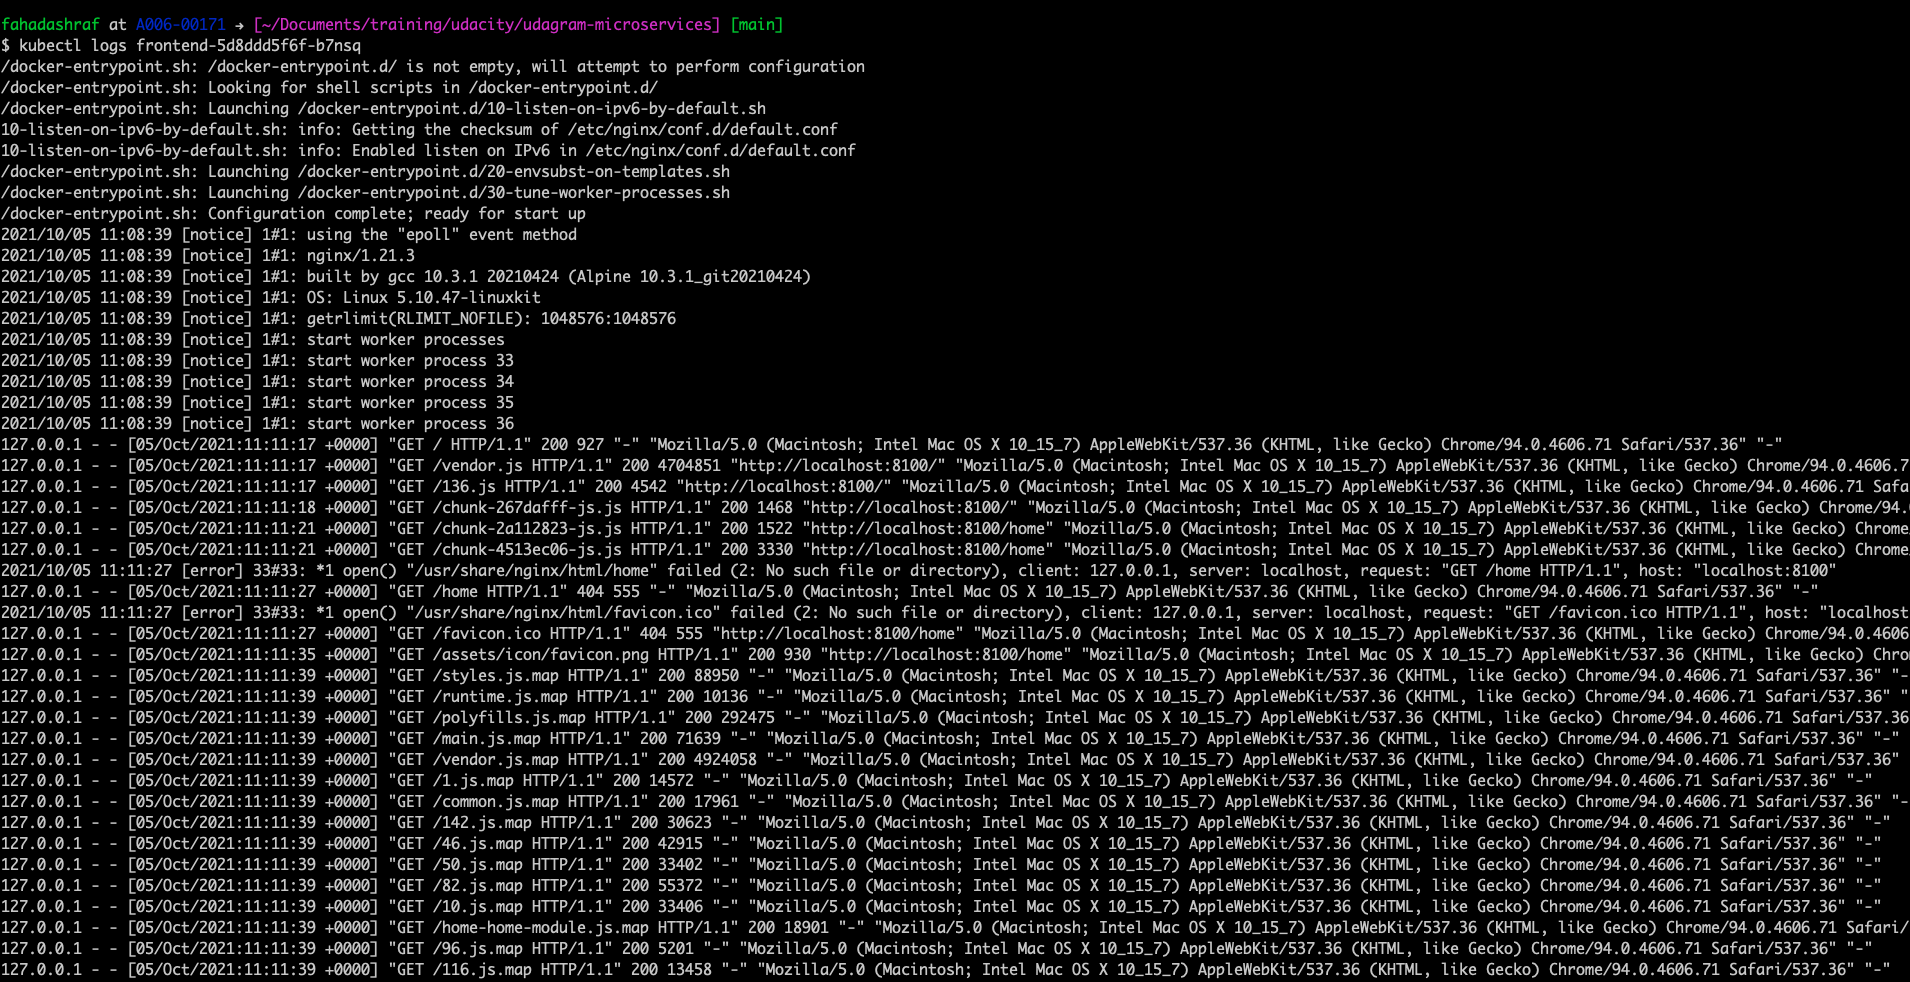 fahadashraf at A006-00171 → [~/Documents/training/udacity/udagram-microservices] [main]
$ kubectl logs frontend-5d8ddd5f6f-b7nsq
/docker-entrypoint.sh: /docker-entrypoint.d/ is not empty, will attempt to perform configuration
/docker-entrypoint.sh: Looking for shell scripts in /docker-entrypoint.d/
/docker-entrypoint.sh: Launching /docker-entrypoint.d/10-listen-on-ipv6-by-default.sh
10-listen-on-ipv6-by-default.sh: info: Getting the checksum of /etc/nginx/conf.d/default.conf
10-listen-on-ipv6-by-default.sh: info: Enabled listen on IPv6 in /etc/nginx/conf.d/default.conf
/docker-entrypoint.sh: Launching /docker-entrypoint.d/20-envsubst-on-templates.sh
/docker-entrypoint.sh: Launching /docker-entrypoint.d/30-tune-worker-processes.sh
/docker-entrypoint.sh: Configuration complete; ready for start up
2021/10/05 11:08:39 [notice] 1#1: using the "epoll" event method
2021/10/05 11:08:39 [notice] 1#1: nginx/1.21.3
2021/10/05 11:08:39 [notice] 1#1: built by gcc 10.3.1 20210424 (Alpine 10.3.1_git20210424)
2021/10/05 11:08:39 [notice] 1#1: OS: Linux 5.10.47-linuxkit
2021/10/05 11:08:39 [notice] 1#1: getrlimit(RLIMIT_NOFILE): 1048576:1048576
2021/10/05 11:08:39 [notice] 1#1: start worker processes
2021/10/05 11:08:39 [notice] 1#1: start worker process 33
2021/10/05 11:08:39 [notice] 1#1: start worker process 34
2021/10/05 11:08:39 [notice] 1#1: start worker process 35
2021/10/05 11:08:39 [notice] 1#1: start worker process 36
127.0.0.1 - - [05/Oct/2021:11:11:17 +0000] "GET / HTTP/1.1" 200 927 "-" "Mozilla/5.0 (Macintosh; Intel Mac OS X 10_15_7) AppleWebKit/537.36 (KHTML, like Gecko) Chrome/94.0.4606.71 Safari/537.36" "-"
127.0.0.1 - - [05/Oct/2021:11:11:17 +0000] "GET /vendor.js HTTP/1.1" 200 4704851 "http://localhost:8100/" "Mozilla/5.0 (Macintosh; Intel Mac OS X 10_15_7) AppleWebKit/537.36 (KHTML, like Gecko) Chrome/94.0.4606.7
127.0.0.1 - - [05/Oct/2021:11:11:17 +0000] "GET /136.js HTTP/1.1" 200 4542 "http://localhost:8100/" "Mozilla/5.0 (Macintosh; Intel Mac OS X 10_15_7) AppleWebKit/537.36 (KHTML, like Gecko) Chrome/94.0.4606.71 Safa
127.0.0.1 - - [05/Oct/2021:11:11:18 +0000] "GET /chunk-267dafff-js.js HTTP/1.1" 200 1468 "http://localhost:8100/" "Mozilla/5.0 (Macintosh; Intel Mac OS X 10_15_7) AppleWebKit/537.36 (KHTML, like Gecko) Chrome/94.
127.0.0.1 - - [05/Oct/2021:11:11:21 +0000] "GET /chunk-2a112823-js.js HTTP/1.1" 200 1522 "http://localhost:8100/home" "Mozilla/5.0 (Macintosh; Intel Mac OS X 10_15_7) AppleWebKit/537.36 (KHTML, like Gecko) Chrome
127.0.0.1 - - [05/Oct/2021:11:11:21 +0000] "GET /chunk-4513ec06-js.js HTTP/1.1" 200 3330 "http://localhost:8100/home" "Mozilla/5.0 (Macintosh; Intel Mac OS X 10_15_7) AppleWebKit/537.36 (KHTML, like Gecko) Chrome
2021/10/05 11:11:27 [error] 33#33: *1 open() "/usr/share/nginx/html/home" failed (2: No such file or directory), client: 127.0.0.1, server: localhost, request: "GET /home HTTP/1.1", host: "localhost:8100"
127.0.0.1 - - [05/Oct/2021:11:11:27 +0000] "GET /home HTTP/1.1" 404 555 "-" "Mozilla/5.0 (Macintosh; Intel Mac OS X 10_15_7) AppleWebKit/537.36 (KHTML, like Gecko) Chrome/94.0.4606.71 Safari/537.36" "-"
2021/10/05 11:11:27 [error] 33#33: *1 open() "/usr/share/nginx/html/favicon.ico" failed (2: No such file or directory), client: 127.0.0.1, server: localhost, request: "GET /favicon.ico HTTP/1.1", host: "localhost
127.0.0.1 - - [05/Oct/2021:11:11:27 +0000] "GET /favicon.ico HTTP/1.1" 404 555 "http://localhost:8100/home" "Mozilla/5.0 (Macintosh; Intel Mac OS X 10_15_7) AppleWebKit/537.36 (KHTML, like Gecko) Chrome/94.0.4606
127.0.0.1 - - [05/Oct/2021:11:11:35 +0000] "GET /assets/icon/favicon.png HTTP/1.1" 200 930 "http://localhost:8100/home" "Mozilla/5.0 (Macintosh; Intel Mac OS X 10_15_7) AppleWebKit/537.36 (KHTML, like Gecko) Chro
127.0.0.1 - - [05/Oct/2021:11:11:39 +0000] "GET /styles.js.map HTTP/1.1" 200 88950 "-" "Mozilla/5.0 (Macintosh; Intel Mac OS X 10_15_7) AppleWebKit/537.36 (KHTML, like Gecko) Chrome/94.0.4606.71 Safari/537.36" "-
127.0.0.1 - - [05/Oct/2021:11:11:39 +0000] "GET /runtime.js.map HTTP/1.1" 200 10136 "-" "Mozilla/5.0 (Macintosh; Intel Mac OS X 10_15_7) AppleWebKit/537.36 (KHTML, like Gecko) Chrome/94.0.4606.71 Safari/537.36" "
127.0.0.1 - - [05/Oct/2021:11:11:39 +0000] "GET /polyfills.js.map HTTP/1.1" 200 292475 "-" "Mozilla/5.0 (Macintosh; Intel Mac OS X 10_15_7) AppleWebKit/537.36 (KHTML, like Gecko) Chrome/94.0.4606.71 Safari/537.36
127.0.0.1 - - [05/Oct/2021:11:11:39 +0000] "GET /main.js.map HTTP/1.1" 200 71639 "-" "Mozilla/5.0 (Macintosh; Intel Mac OS X 10_15_7) AppleWebKit/537.36 (KHTML, like Gecko) Chrome/94.0.4606.71 Safari/537.36" "-"
127.0.0.1 - - [05/Oct/2021:11:11:39 +0000] "GET /vendor.js.map HTTP/1.1" 200 4924058 "-" "Mozilla/5.0 (Macintosh; Intel Mac OS X 10_15_7) AppleWebKit/537.36 (KHTML, like Gecko) Chrome/94.0.4606.71 Safari/537.36"
127.0.0.1 - - [05/Oct/2021:11:11:39 +0000] "GET /1.js.map HTTP/1.1" 200 14572 "-" "Mozilla/5.0 (Macintosh; Intel Mac OS X 10_15_7) AppleWebKit/537.36 (KHTML, like Gecko) Chrome/94.0.4606.71 Safari/537.36" "-"
127.0.0.1 - - [05/Oct/2021:11:11:39 +0000] "GET /common.js.map HTTP/1.1" 200 17961 "-" "Mozilla/5.0 (Macintosh; Intel Mac OS X 10_15_7) AppleWebKit/537.36 (KHTML, like Gecko) Chrome/94.0.4606.71 Safari/537.36" "-
127.0.0.1 - - [05/Oct/2021:11:11:39 +0000] "GET /142.js.map HTTP/1.1" 200 30623 "-" "Mozilla/5.0 (Macintosh; Intel Mac OS X 10_15_7) AppleWebKit/537.36 (KHTML, like Gecko) Chrome/94.0.4606.71 Safari/537.36" "-"
127.0.0.1 - - [05/Oct/2021:11:11:39 +0000] "GET /46.js.map HTTP/1.1" 200 42915 "-" "Mozilla/5.0 (Macintosh; Intel Mac OS X 10_15_7) AppleWebKit/537.36 (KHTML, like Gecko) Chrome/94.0.4606.71 Safari/537.36" "-"
127.0.0.1 - - [05/Oct/2021:11:11:39 +0000] "GET /50.js.map HTTP/1.1" 200 33402 "-" "Mozilla/5.0 (Macintosh; Intel Mac OS X 10_15_7) AppleWebKit/537.36 (KHTML, like Gecko) Chrome/94.0.4606.71 Safari/537.36" "-"
127.0.0.1 - - [05/Oct/2021:11:11:39 +0000] "GET /82.js.map HTTP/1.1" 200 55372 "-" "Mozilla/5.0 (Macintosh; Intel Mac OS X 10_15_7) AppleWebKit/537.36 (KHTML, like Gecko) Chrome/94.0.4606.71 Safari/537.36" "-"
127.0.0.1 - - [05/Oct/2021:11:11:39 +0000] "GET /10.js.map HTTP/1.1" 200 33406 "-" "Mozilla/5.0 (Macintosh; Intel Mac OS X 10_15_7) AppleWebKit/537.36 (KHTML, like Gecko) Chrome/94.0.4606.71 Safari/537.36" "-"
127.0.0.1 - - [05/Oct/2021:11:11:39 +0000] "GET /home-home-module.js.map HTTP/1.1" 200 18901 "-" "Mozilla/5.0 (Macintosh; Intel Mac OS X 10_15_7) AppleWebKit/537.36 (KHTML, like Gecko) Chrome/94.0.4606.71 Safari/
127.0.0.1 - - [05/Oct/2021:11:11:39 +0000] "GET /96.js.map HTTP/1.1" 200 5201 "-" "Mozilla/5.0 (Macintosh; Intel Mac OS X 10_15_7) AppleWebKit/537.36 (KHTML, like Gecko) Chrome/94.0.4606.71 Safari/537.36" "-"
127.0.0.1 - - [05/Oct/2021:11:11:39 +0000] "GET /116.js.map HTTP/1.1" 200 13458 "-" "Mozilla/5.0 (Macintosh; Intel Mac OS X 10_15_7) AppleWebKit/537.36 (KHTML, like Gecko) Chrome/94.0.4606.71 Safari/537.36" "-"